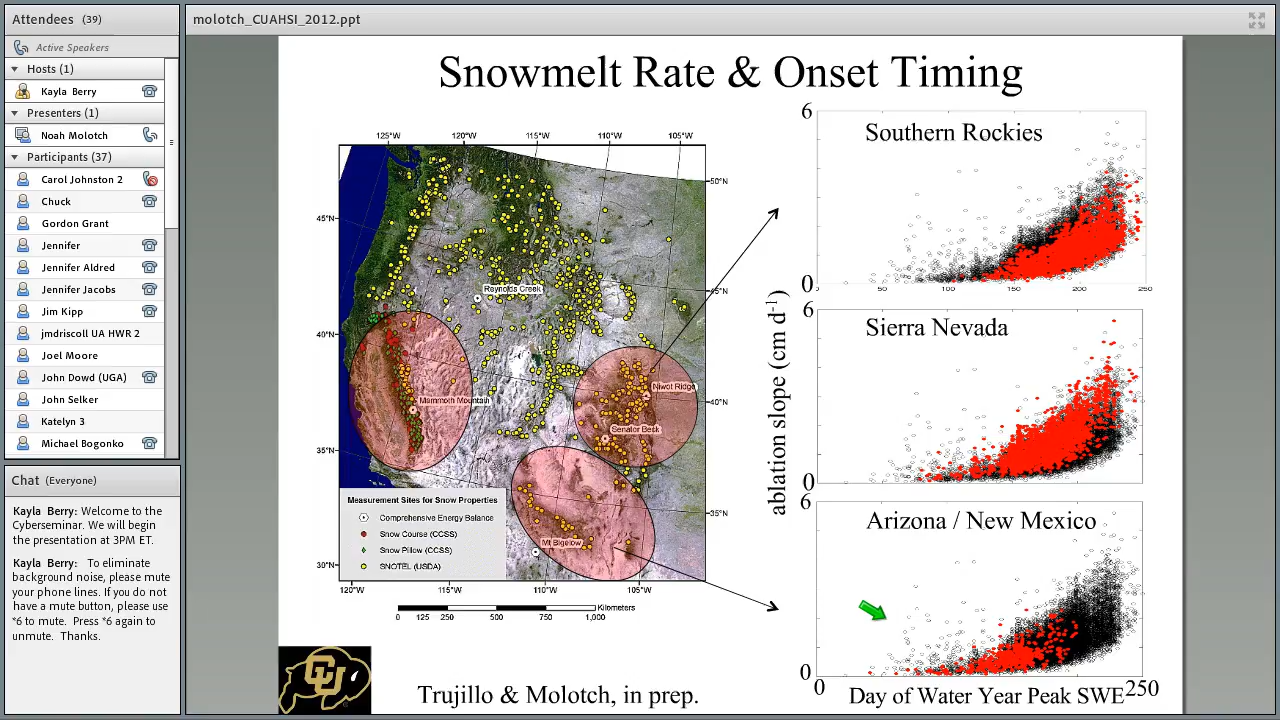 Attendees (39)
Active Speakers
Hosts (1)
Kayla Berry
Presenters (1)
Noah Molotch
Participants (37)
Carol Johnston 2
Chuck
Gordon Grant
Jennifer
Jennifer Aldred
Jennifer Jacobs
Jim Kipp
jmdriscoll UA HWR 2
Joel Moore
John Dowd (UGA)
John Selker
Katelyn 3
Michael Bogonko
Chat (Everyone)
Kayla Berry: Welcome to the
Cyberseminar. We will begin
the presentation at 3PM ET.
Kayla Berry: To eliminate
background noise, please mute
your phone lines. If you do not
have a mute button, please use
*6 to mute. Press *6 again to
unmute. Thanks.
molotch_CUAHSI_2012.ppt
Snowmelt Rate & Onset Timing
125°W 120°W 115°W 110°W 105°W
50°N
45°N
45°N
40°N
40°N
35°N
35°N
30°N
120°W 115°W 110°W 105°W
Reynolds Creek
Mammoth Mountain
Niwot Ridge
Senator Beck
Mt Bigelow
Measurement Sites for Snow Properties
Comprehensive Energy Balance
Snow Course (CCSS)
Snow Pillow (CCSS)
SNOTEL (USDA)
Kilometers
0 125 250 500 750 1,000
CU
Trujillo & Molotch, in prep.
ablation slope (cm d-1)
6
Southern Rockies
0
50 100 150 200 250
6
Sierra Nevada
0
6
Arizona / New Mexico
0
0 Day of Water Year Peak SWE 250